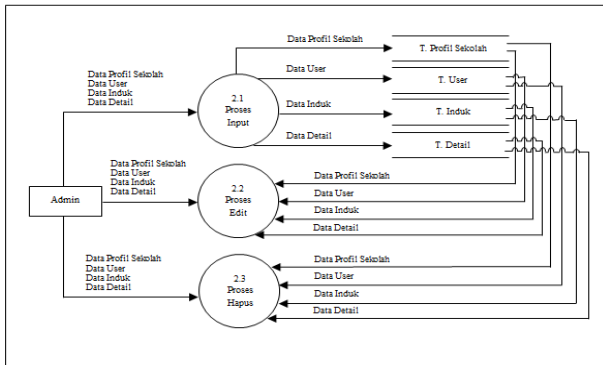 Data Profil Sekolah
T. Profil Sekolah
Data Profil Sekolah
Data User
Data Induk
Data Detail
Data User
T. User
2.1
Proses
Input
Data Induk
T. Induk
Data Detail
T. Detail
Data Profil Sekolah
Data User
Data Induk
Data Detail
Admin
2.2
Proses
Edit
Data Profil Sekolah
Data User
Data Induk
Data Detail
Data Profil Sekolah
Data User
Data Induk
Data Detail
2.3
Proses
Hapus
Data Profil Sekolah
Data User
Data Induk
Data Detail